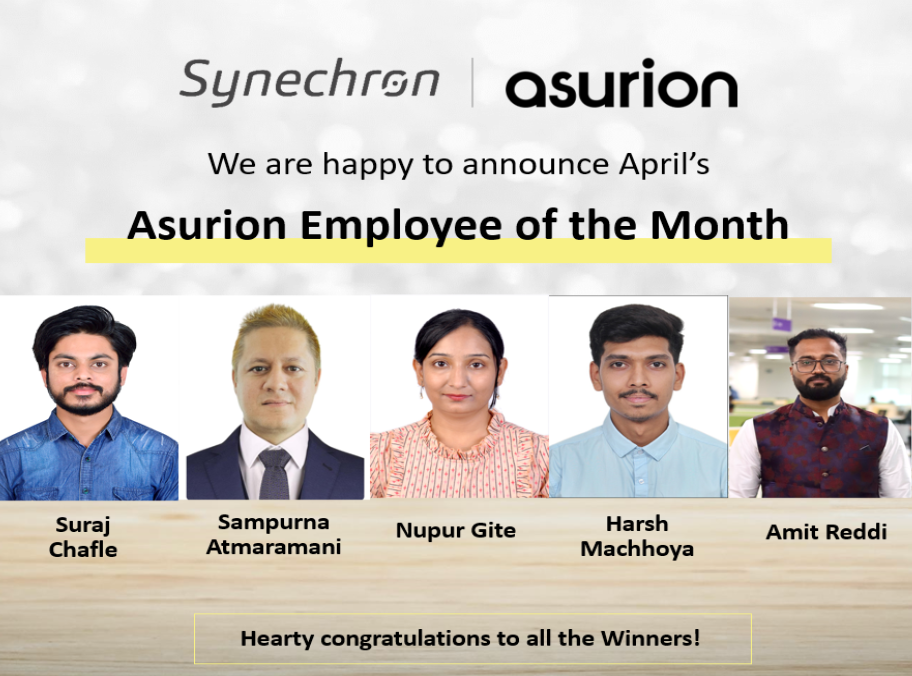 Synechron | asurion
We are happy to announce April’s
Asurion Employee of the Month
Suraj
Chafle
Sampurna
Atmaramani
Nupur Gite
Harsh
Machhoya
Amit Reddi
Hearty congratulations to all the Winners!